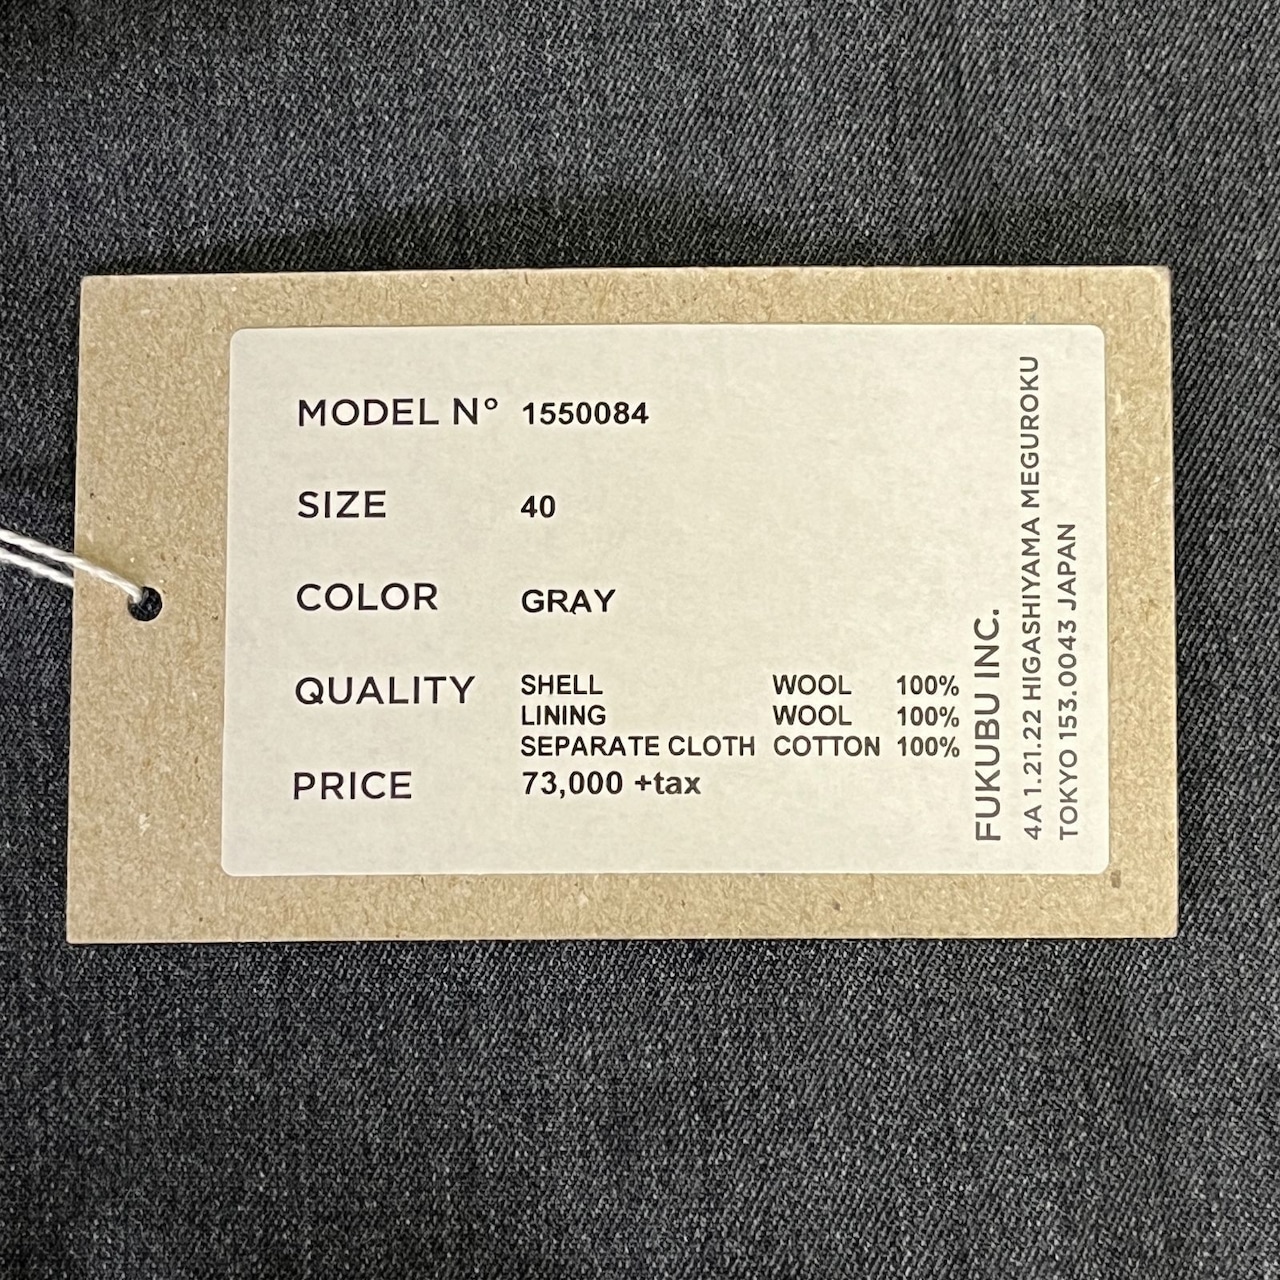 MODEL N° 1550084
SIZE 40
COLOR GRAY
QUALITY SHELL WOOL 100%
LINING WOOL 100%
SEPARATE CLOTH COTTON 100%
PRICE 73,000 +tax
FUKUBU INC.
4A 1.21.22 HIGASHIYAMA MEGUROKU
TOKYO 153.0043 JAPAN